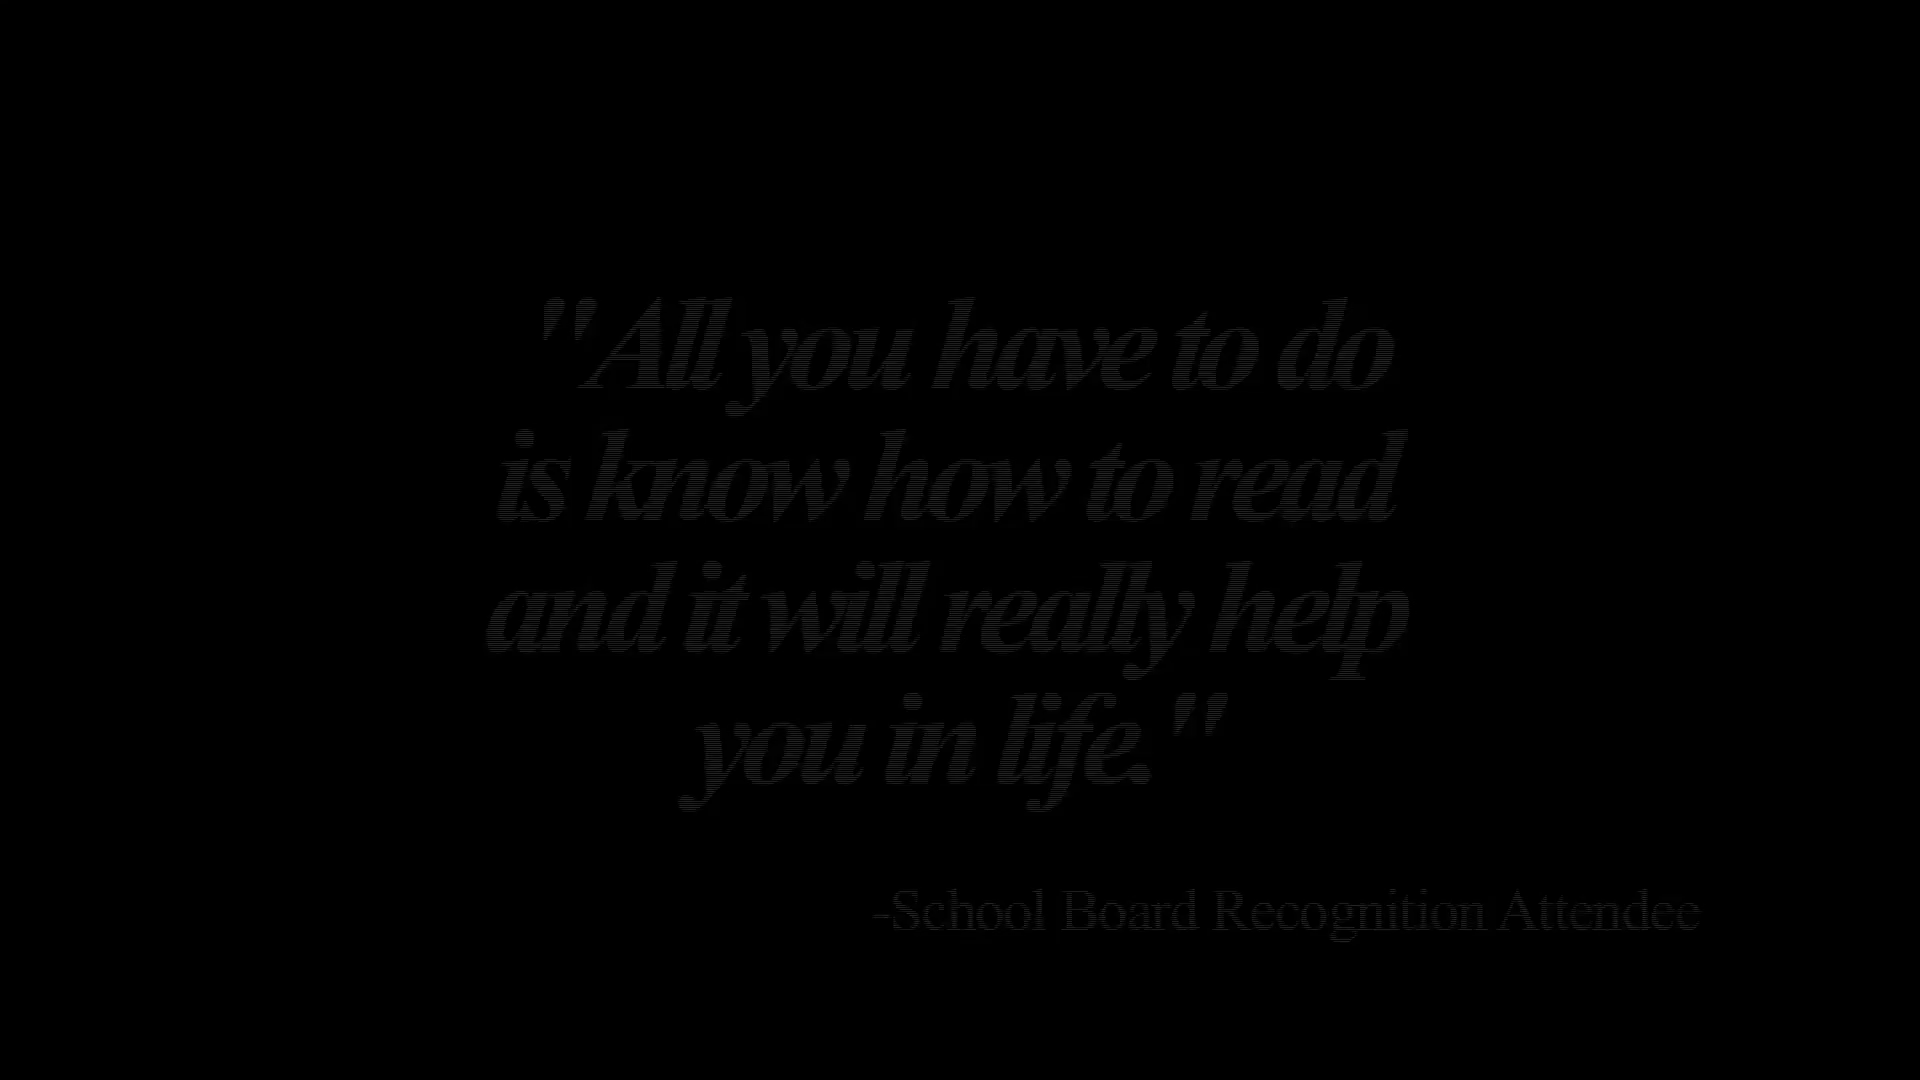 "All you have to do
is know how to read
and it will really help
you in life."
-School Board Recognition Attendee